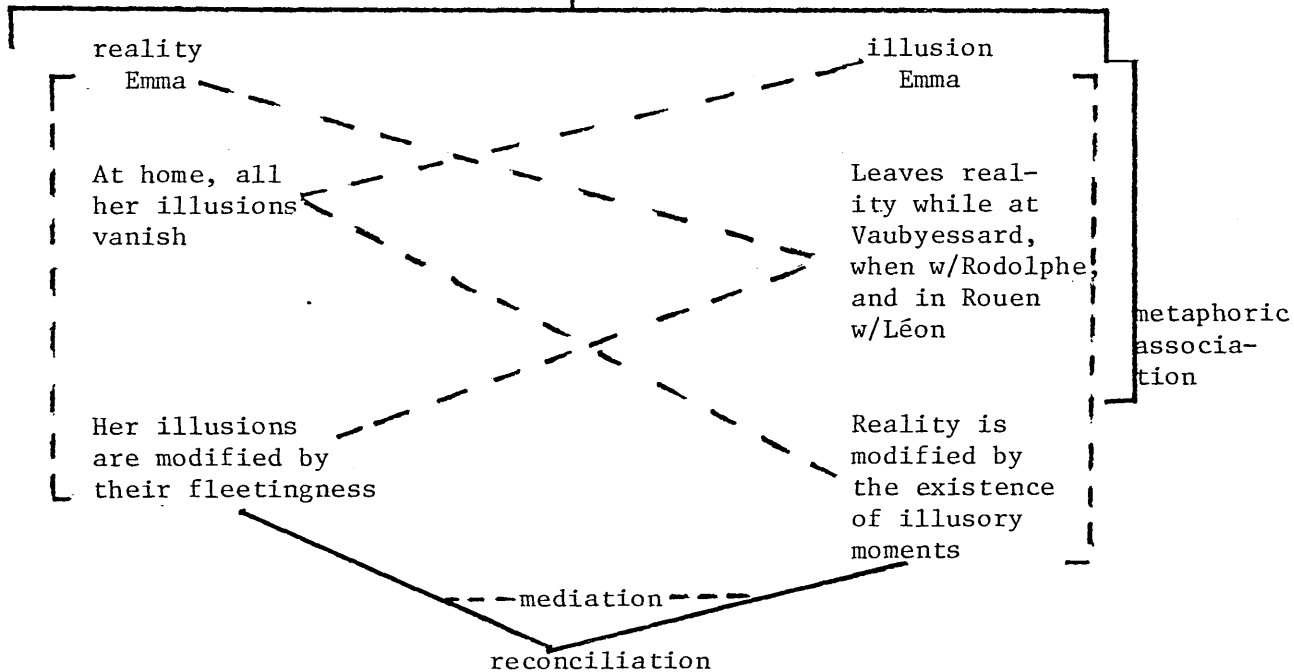 reality
Emma
illusion
Emma
At home, all
her illusions
vanish
Leaves real-
ity while at
Vaubyessard,
when w/Rodolphe,
and in Rouen
w/Léon
metaphoric
associa-
tion
Her illusions
are modified by
their fleetingness
Reality is
modified by
the existence
of illusory
moments
mediation
reconciliation